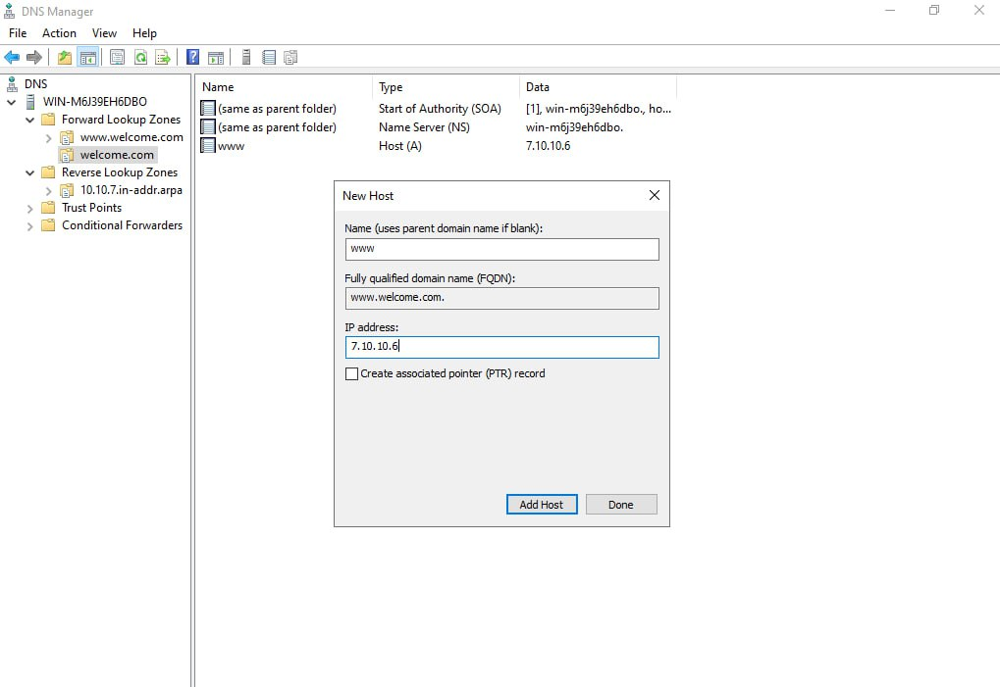 DNS Manager
File Action View Help
DNS
WIN-M6J39EH6DBO
Forward Lookup Zones
www.welcome.com
welcome.com
Reverse Lookup Zones
10.10.7.in-addr.arpa
Trust Points
Conditional Forwarders
Name Type Data
(same as parent folder) Start of Authority (SOA) [1], win-m6j39eh6dbo., ho...
(same as parent folder) Name Server (NS) win-m6j39eh6dbo.
www Host (A) 7.10.10.6
New Host
Name (uses parent domain name if blank):
www
Fully qualified domain name (FQDN):
www.welcome.com.
IP address:
7.10.10.6
Create associated pointer (PTR) record
Add Host Done